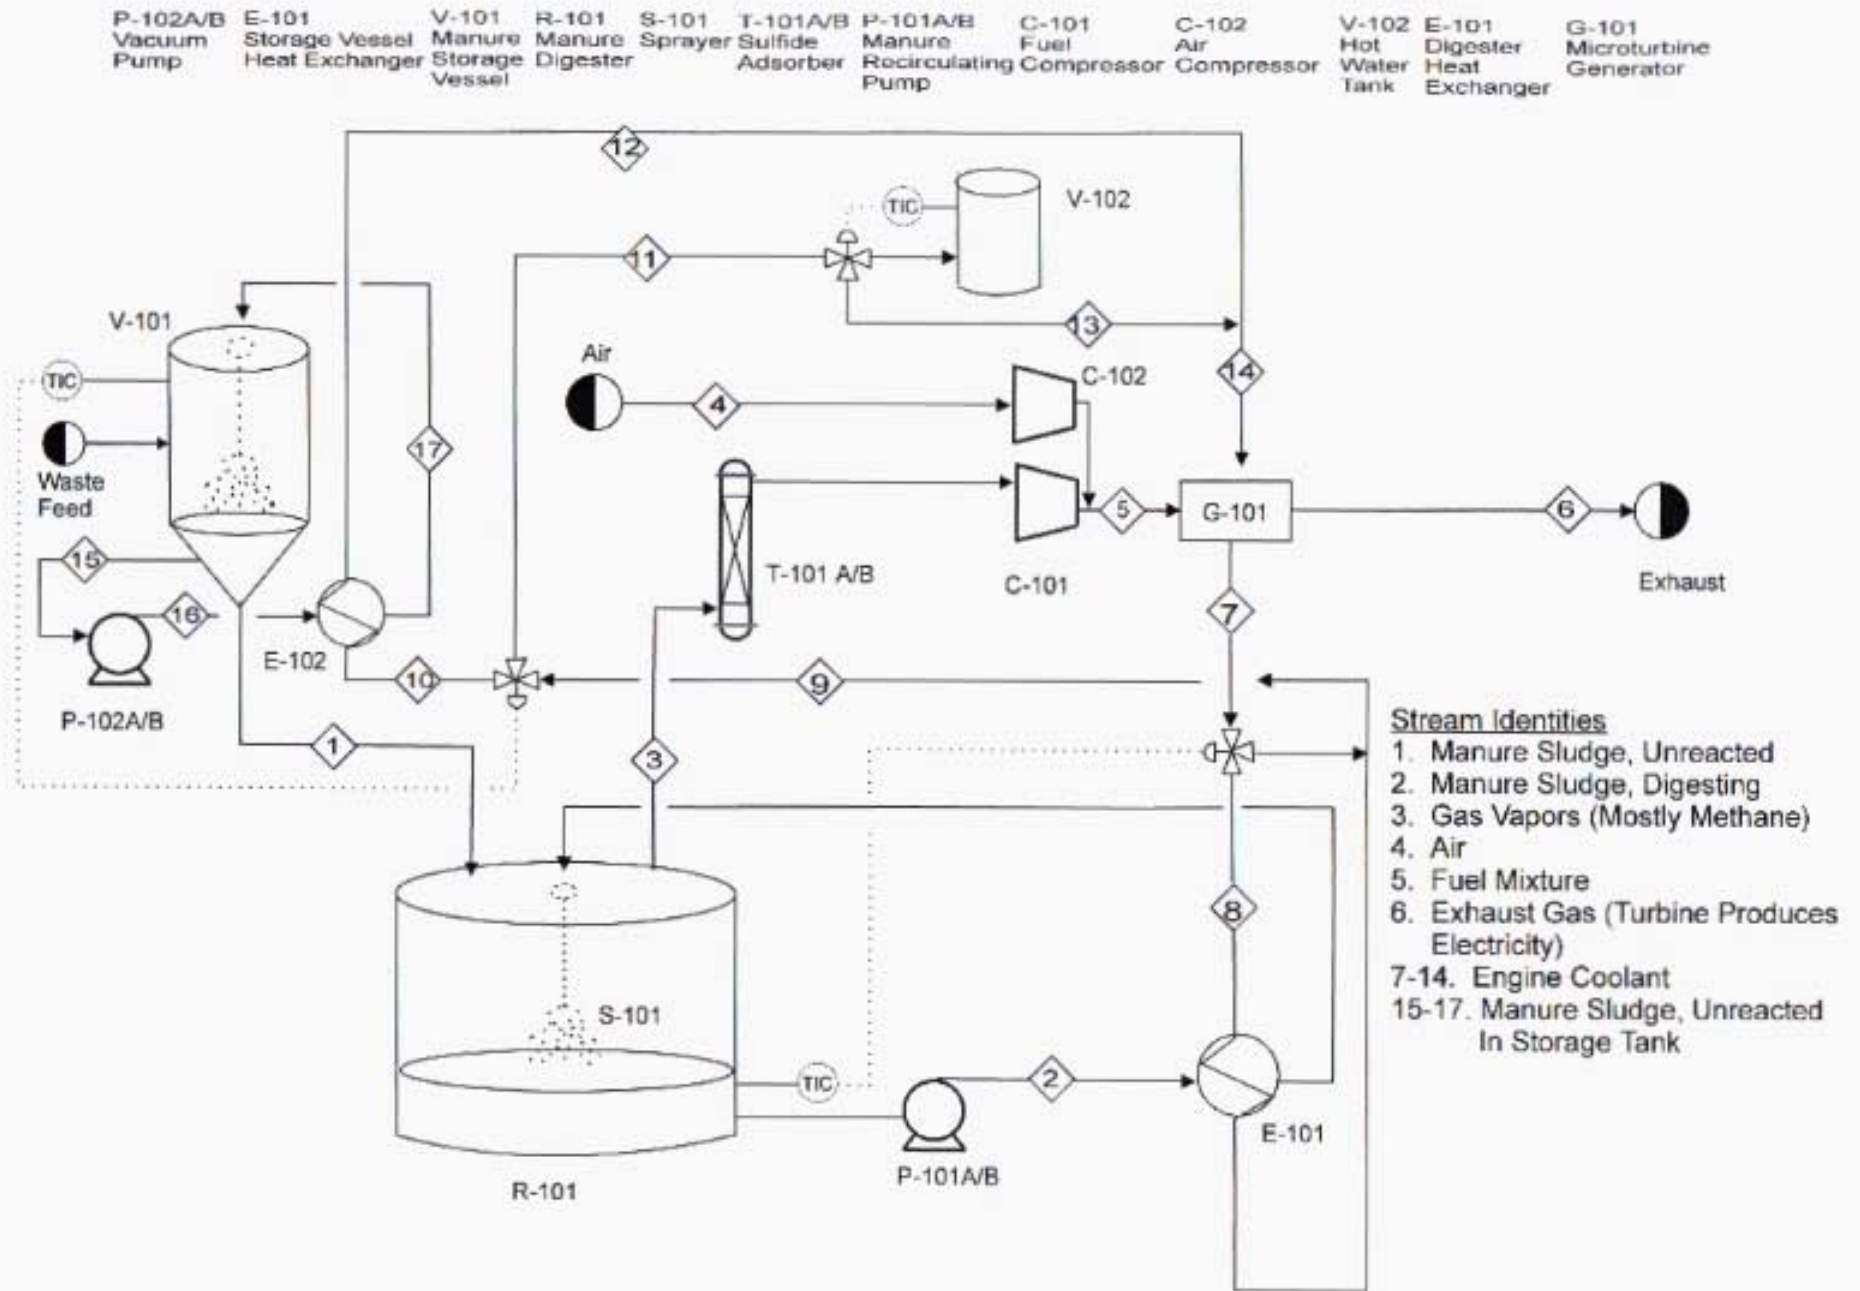 P-102A/B
Vacuum
Pump
E-101
Storage Vessel
Heat Exchanger
V-101
Manure
Storage
Vessel
R-101
Manure
Digester
S-101
Sprayer
T-101A/B
Sulfide
Adsorber
P-101A/B
Manure
Recirculating
Pump
C-101
Fuel
Compressor
C-102
Air
Compressor
V-102
Hot
Water
Tank
E-101
Digester
Heat
Exchanger
G-101
Microturbine
Generator
12
TIC
V-102
11
V-101
13
TIC
Air
14
C-102
4
17
Waste
Feed
5
G-101
6
15
T-101 A/B
C-101
Exhaust
16
7
E-102
10
9
P-102A/B
1
3
Stream Identities
1. Manure Sludge, Unreacted
2. Manure Sludge, Digesting
3. Gas Vapors (Mostly Methane)
4. Air
5. Fuel Mixture
6. Exhaust Gas (Turbine Produces
Electricity)
7-14. Engine Coolant
15-17. Manure Sludge, Unreacted
In Storage Tank
8
S-101
TIC
2
E-101
P-101A/B
R-101